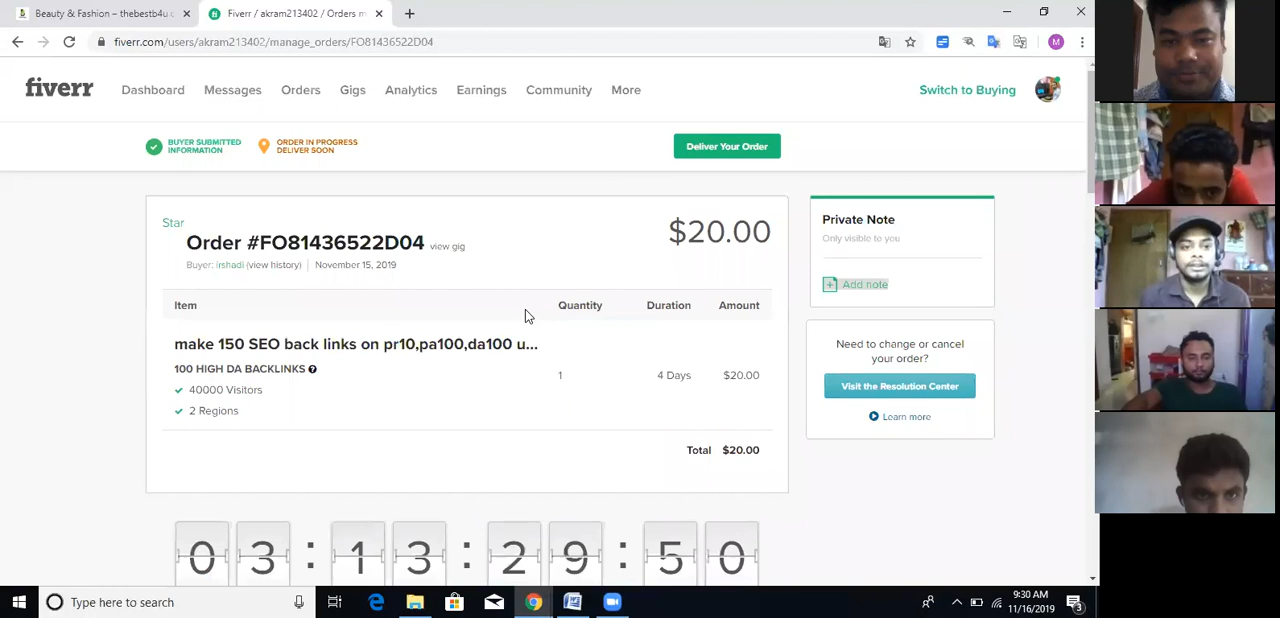 Beauty & Fashion – thebestb4u
Fiverr / akram213402 / Orders m
fiverr.com/users/akram213402/manage_orders/FO81436522D04
M
fiverr
Dashboard
Messages
Orders
Gigs
Analytics
Earnings
Community
More
Switch to Buying
BUYER SUBMITTED
INFORMATION
ORDER IN PROGRESS
DELIVER SOON
Deliver Your Order
Star
Order #FO81436522D04 view gig
$20.00
Buyer: irshadi (view history) | November 15, 2019
Item Quantity Duration Amount
make 150 SEO back links on pr10,pa100,da100 u...
100 HIGH DA BACKLINKS
1 4 Days $20.00
40000 Visitors
2 Regions
Total $20.00
Private Note
Only visible to you
Add note
Need to change or cancel
your order?
Visit the Resolution Center
Learn more
03:13:29:50
Type here to search
9:30 AM
11/16/2019
3